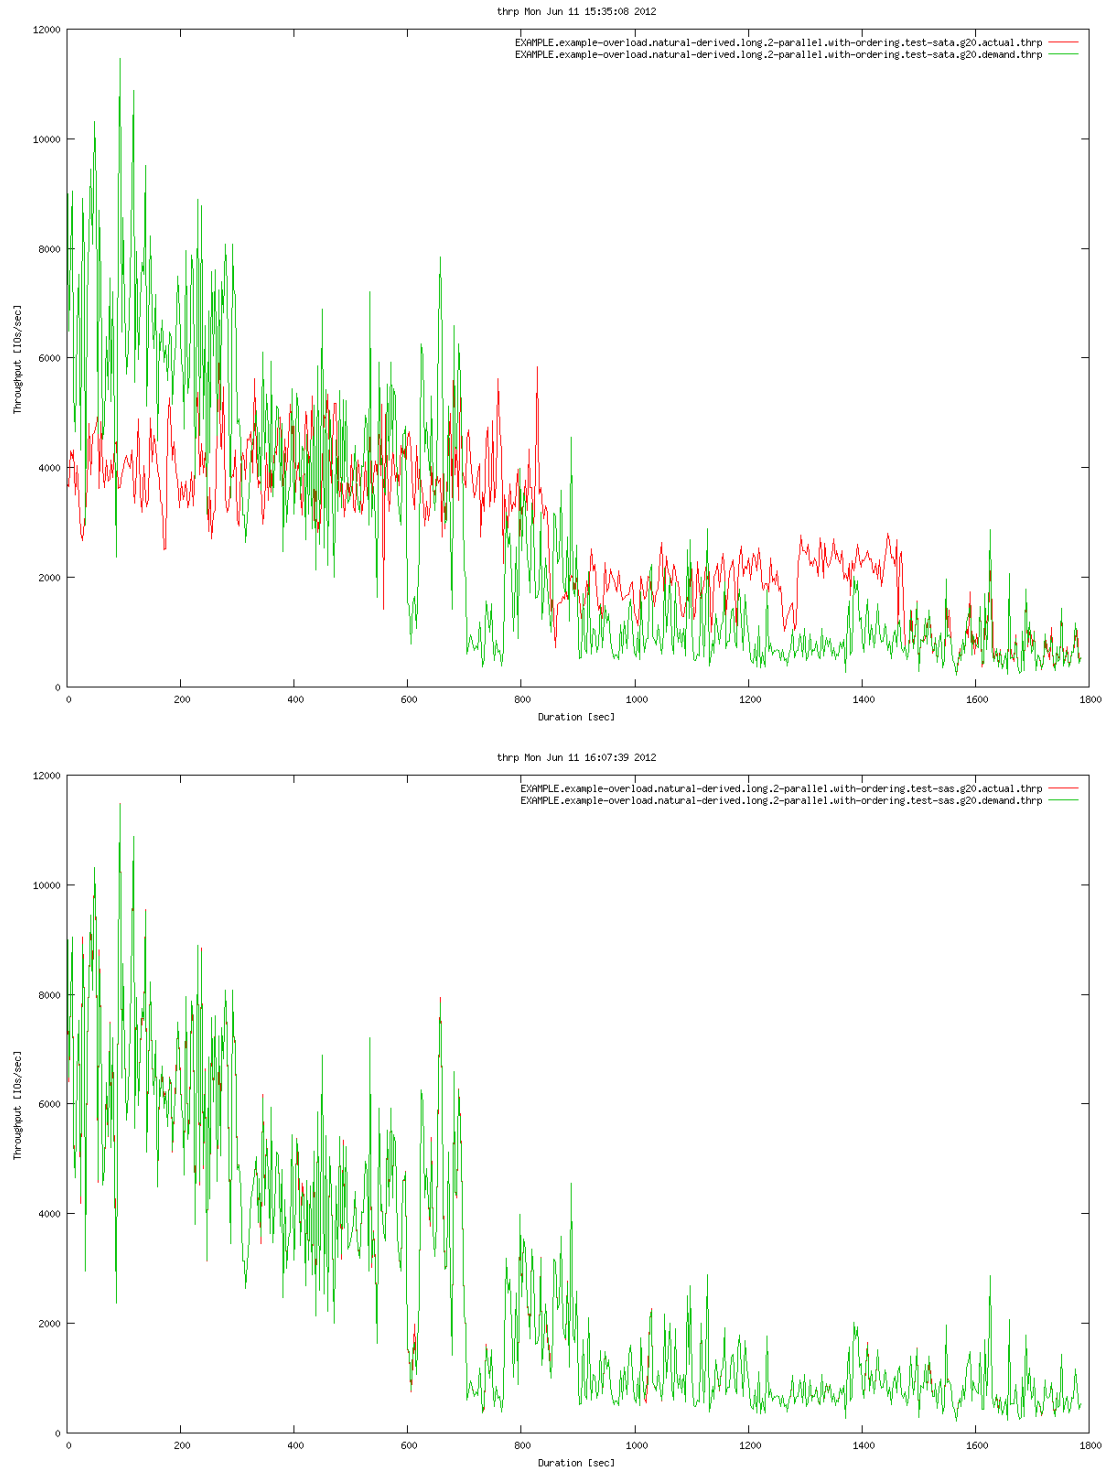 thrp Mon Jun 11 15:35:08 2012
EXAMPLE.example-overload.natural-derived.long.2-parallel.with-ordering.test-sata.g20.actual.thrp
EXAMPLE.example-overload.natural-derived.long.2-parallel.with-ordering.test-sata.g20.demand.thrp
12000
10000
8000
6000
4000
2000
0
Throughput [IOs/sec]
0 200 400 600 800 1000 1200 1400 1600 1800
Duration [sec]
thrp Mon Jun 11 16:07:39 2012
EXAMPLE.example-overload.natural-derived.long.2-parallel.with-ordering.test-sas.g20.actual.thrp
EXAMPLE.example-overload.natural-derived.long.2-parallel.with-ordering.test-sas.g20.demand.thrp
12000
10000
8000
6000
4000
2000
0
Throughput [IOs/sec]
0 200 400 600 800 1000 1200 1400 1600 1800
Duration [sec]